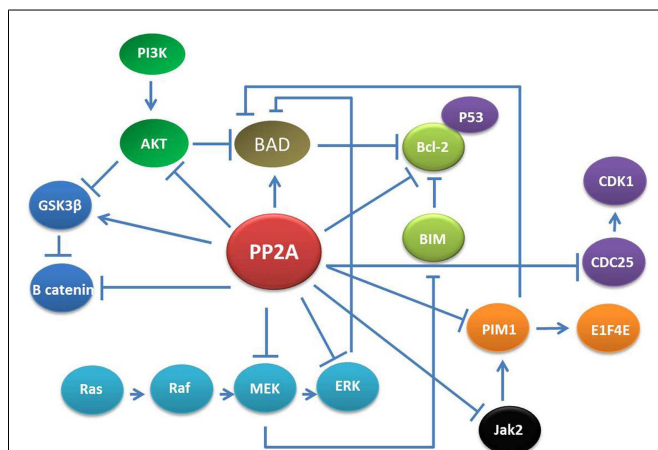 PI3K
P53
AKT
BAD
Bcl-2
CDK1
GSK3β
PP2A
BIM
CDC25
B catenin
PIM1
E1F4E
Ras
Raf
MEK
ERK
Jak2